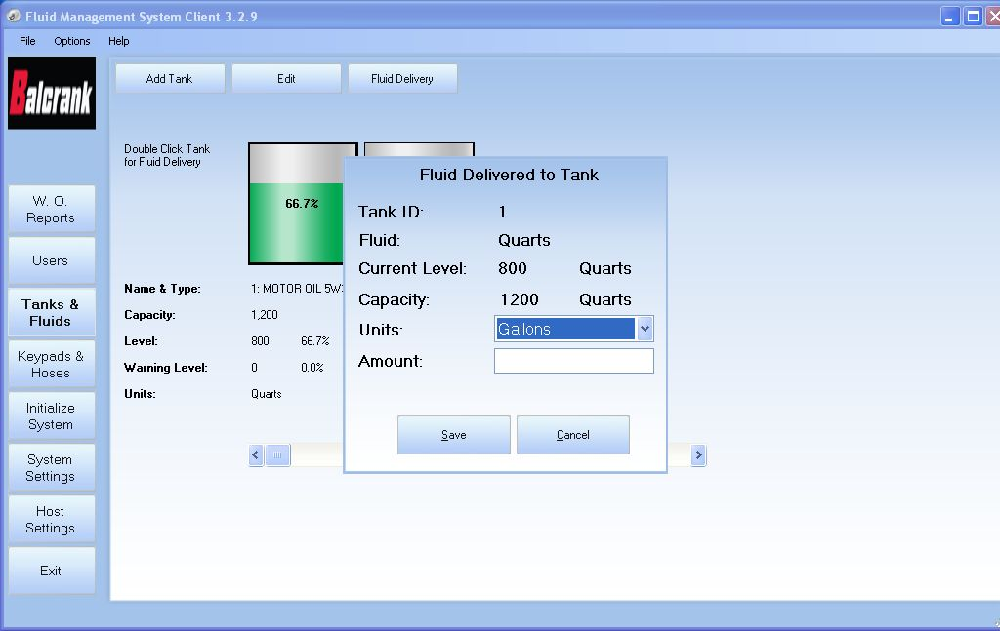 Fluid Management System Client 3.2.9
File Options Help
Balcrank
Add Tank Edit Fluid Delivery
Double Click Tank
for Fluid Delivery
66.7%
W. O.
Reports
Users
Tanks &
Fluids
Keypads &
Hoses
Initialize
System
System
Settings
Host
Settings
Exit
Name & Type: 1: MOTOR OIL 5W
Capacity: 1,200
Level: 800 66.7%
Warning Level: 0 0.0%
Units: Quarts
Fluid Delivered to Tank
Tank ID: 1
Fluid: Quarts
Current Level: 800 Quarts
Capacity: 1200 Quarts
Units: Gallons
Amount:
Save Cancel